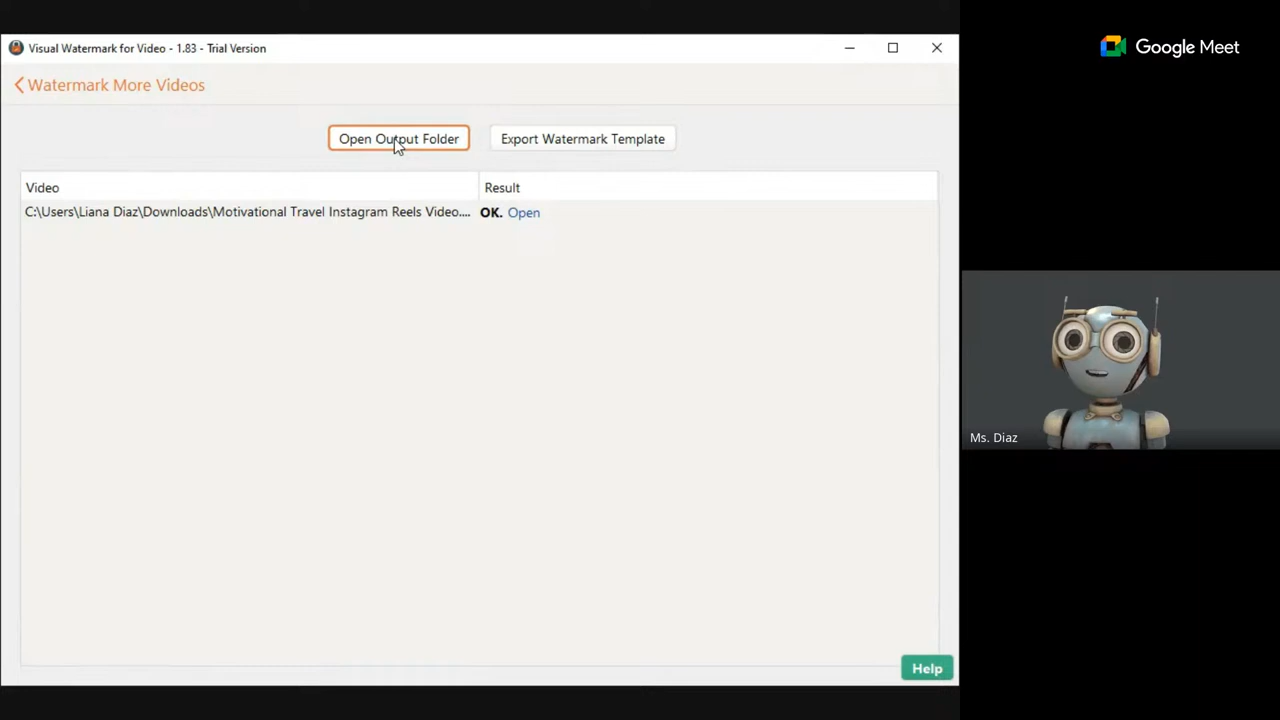 Visual Watermark for Video - 1.83 - Trial Version
Google Meet
Watermark More Videos
Open Output Folder
Export Watermark Template
Video
Result
C:\Users\Liana Diaz\Downloads\Motivational Travel Instagram Reels Video....
OK. Open
Ms. Diaz
Help